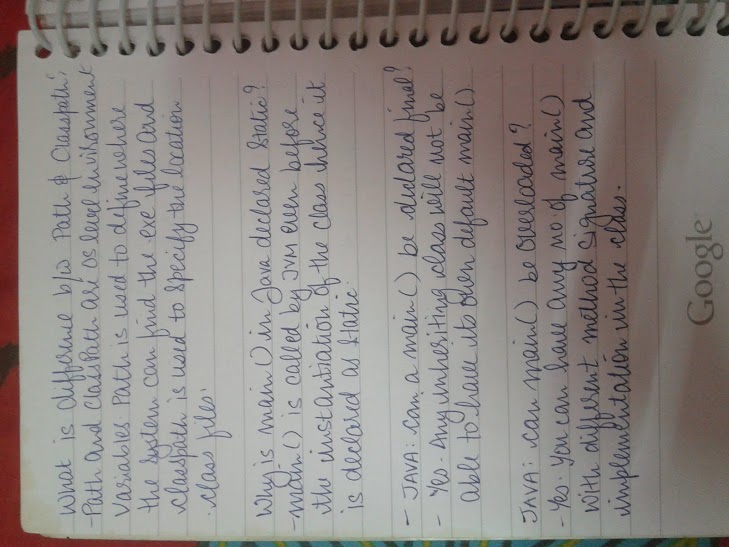 What is difference b/w Path & Classpath?
- Path and ClassPath are os level environment
Variables Path is used to define where
the system can find the .exe files and
classpath is used to specify the location
.class files.
Why is main() in Java declared static?
- main() is called by JVM even before
the instantiation of the class hence it
is declared as static.
- JAVA: can a main() be declared final?
- Yes. Any inheriting class will not be
able to have its own default main()
JAVA: can main() be overloaded?
- Yes. You can have any no. of main()
with different method signature and
implementation in the class.
Google